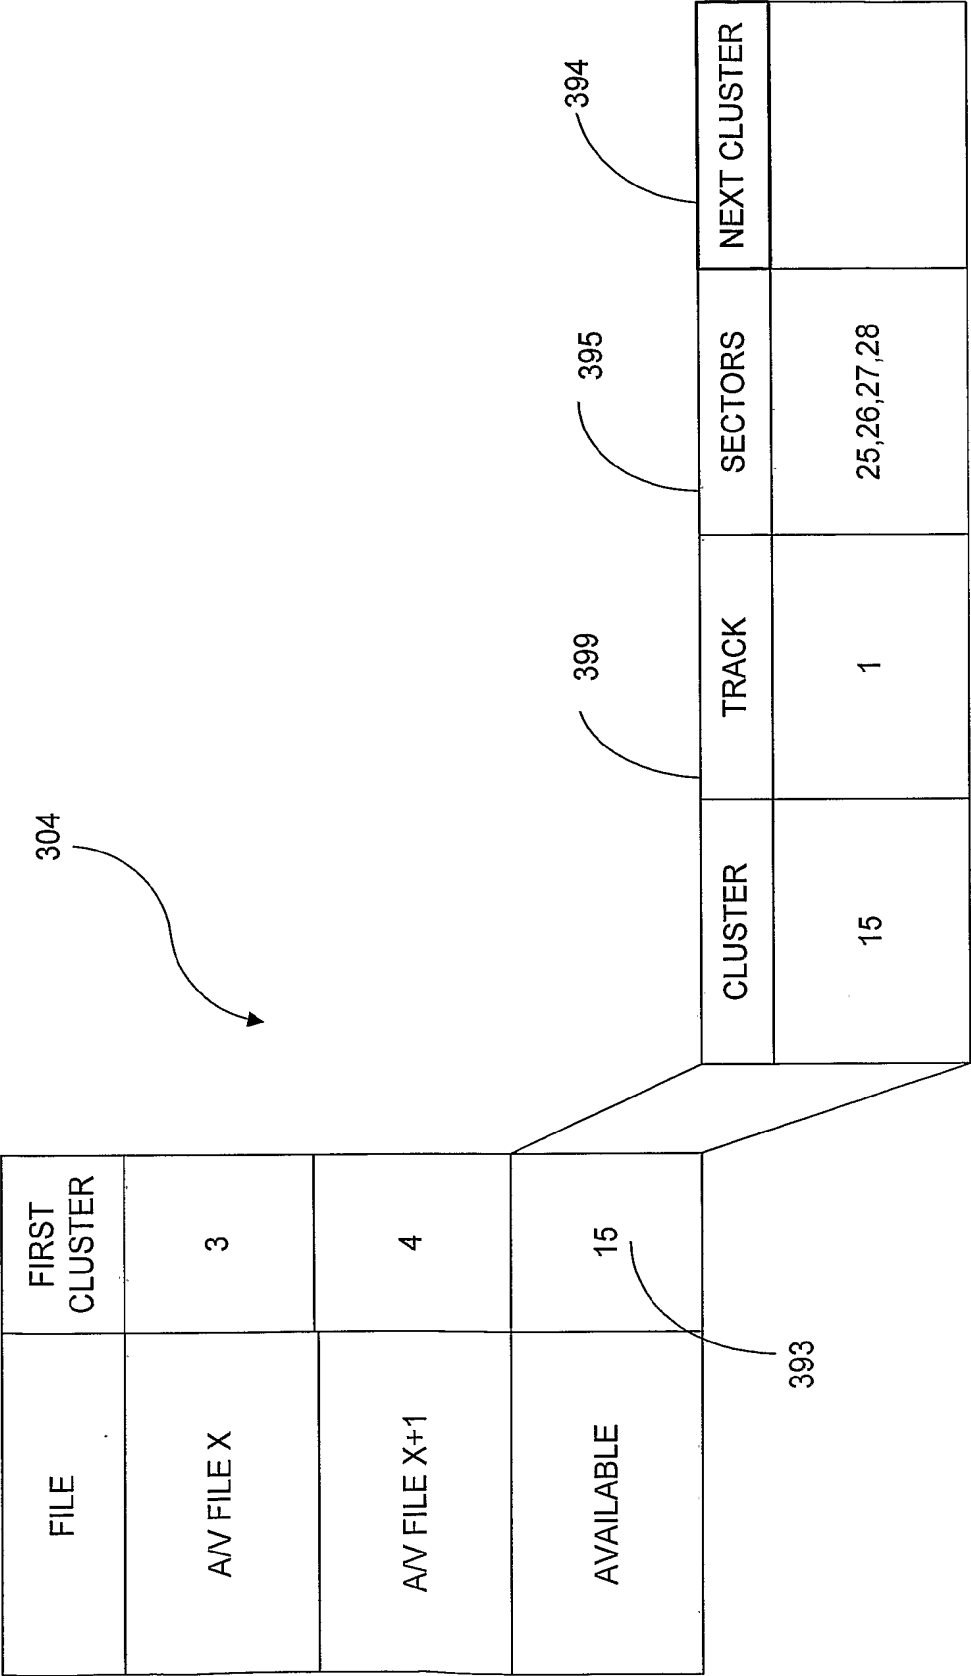 304
FILE
FIRST
CLUSTER
A/V FILE X
3
A/V FILE X+1
4
AVAILABLE
15
393
399
395
394
CLUSTER
TRACK
SECTORS
NEXT CLUSTER
15
1
25,26,27,28